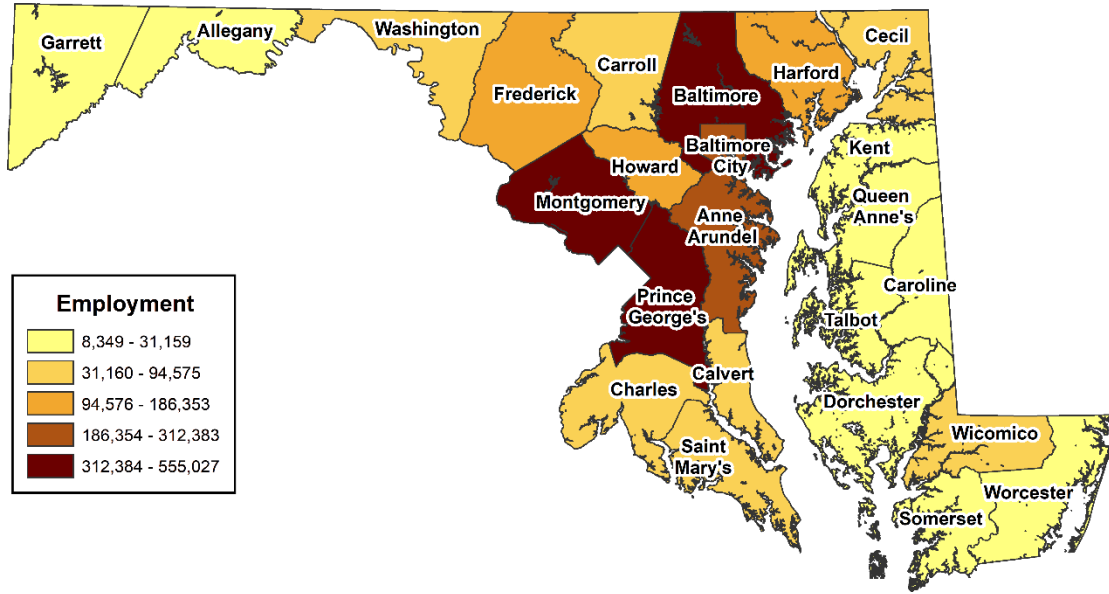 Garrett
Allegany
Washington
Frederick
Carroll
Baltimore
Harford
Cecil
Baltimore
City
Howard
Montgomery
Anne
Arundel
Prince
George's
Kent
Queen
Anne's
Caroline
Talbot
Calvert
Charles
Saint
Mary's
Dorchester
Wicomico
Worcester
Somerset
Employment
8,349 - 31,159
31,160 - 94,575
94,576 - 186,353
186,354 - 312,383
312,384 - 555,027